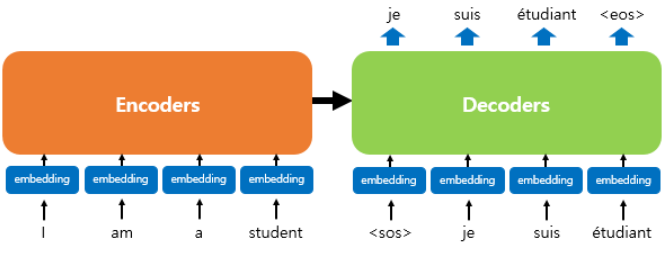 je suis étudiant <eos>
Encoders Decoders
embedding embedding embedding embedding embedding embedding embedding embedding
I am a student <sos> je suis étudiant